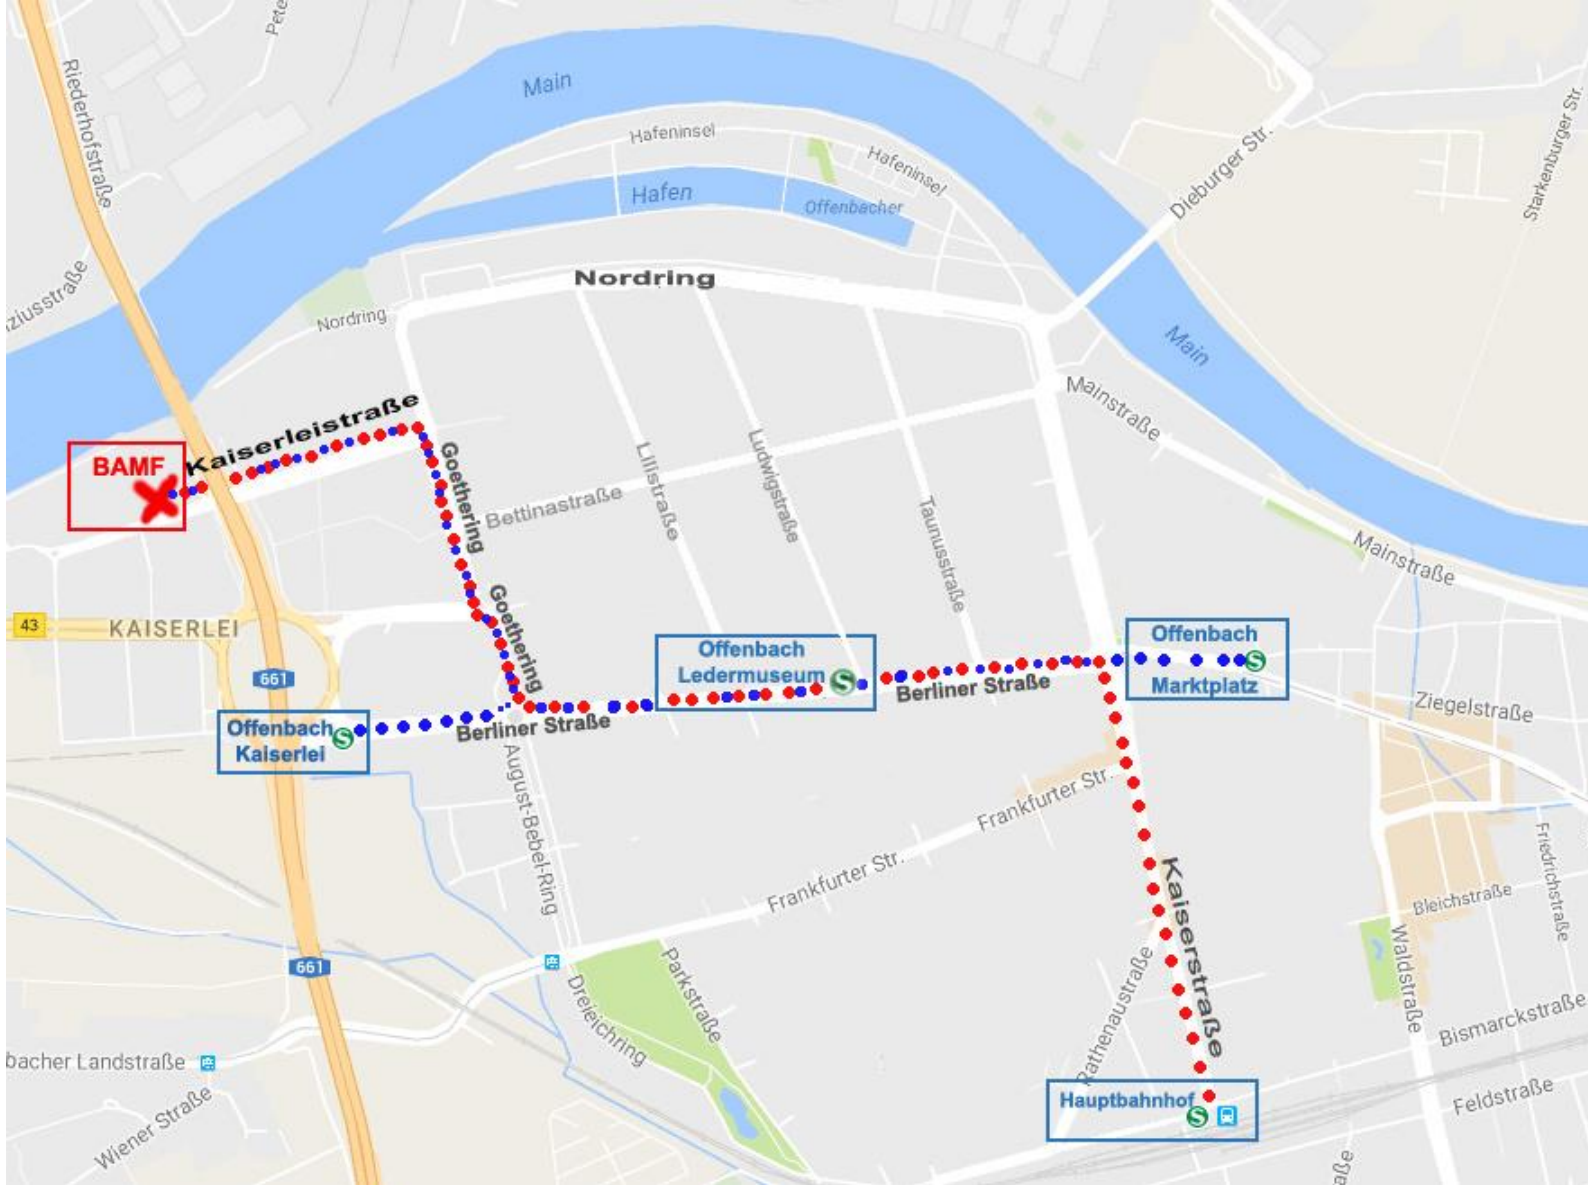 Pete
Riederhofstraße
Main
Hafeninsel
Hafeninsel
Hafen
Offenbacher
Dieburger Str.
Starkenburger Str.
ziusstraße
Nordring
Nordring
Main
Mainstraße
Kaiserleistraße
BAMF
Goethering
Bettinastraße
Lilistraße
Ludwigstraße
Taunusstraße
Mainstraße
Goethering
43
KAISERLEI
661
Offenbach
Ledermuseum
S
Offenbach
S
Marktplatz
Berliner Straße
Ziegelstraße
Offenbach
Kaiserlei
S
Berliner Straße
August-Bebel-Ring
Frankfurter Str.
Frankfurter Str.
Friedrichstraße
Kaiserstraße
Bleichstraße
Waldstraße
661
Dreieichring
Parkstraße
Rathenaustraße
Bismarckstraße
bacher Landstraße
Wiener Straße
Hauptbahnhof
S
Feldstraße
aße